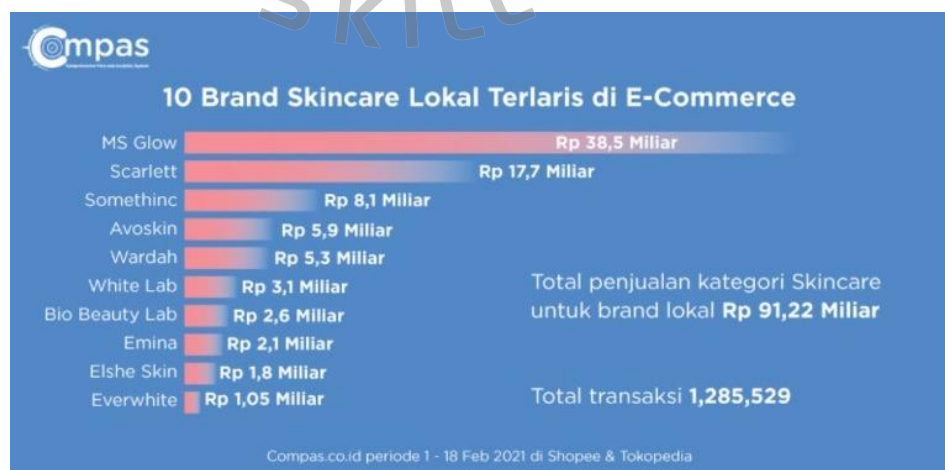 SKILL
Compas
10 Brand Skincare Lokal Terlaris di E-Commerce
MS Glow Rp 38,5 Miliar
Scarlett Rp 17,7 Miliar
Somethinc Rp 8,1 Miliar
Avoskin Rp 5,9 Miliar
Wardah Rp 5,3 Miliar
White Lab Rp 3,1 Miliar
Bio Beauty Lab Rp 2,6 Miliar
Emina Rp 2,1 Miliar
Elshe Skin Rp 1,8 Miliar
Everwhite Rp 1,05 Miliar
Total penjualan kategori Skincare
untuk brand lokal Rp 91,22 Miliar
Total transaksi 1,285,529
Compas.co.id periode 1 - 18 Feb 2021 di Shopee & Tokopedia